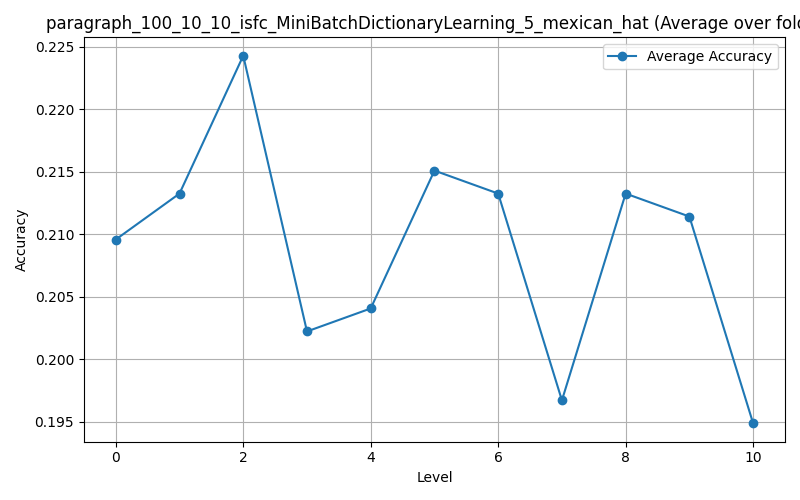 paragraph_100_10_10_isfc_MiniBatchDictionaryLearning_5_mexican_hat (Average over fol
Average Accuracy
0.225
0.220
0.215
0.210
0.205
0.200
0.195
Accuracy
0 2 4 6 8 10
Level